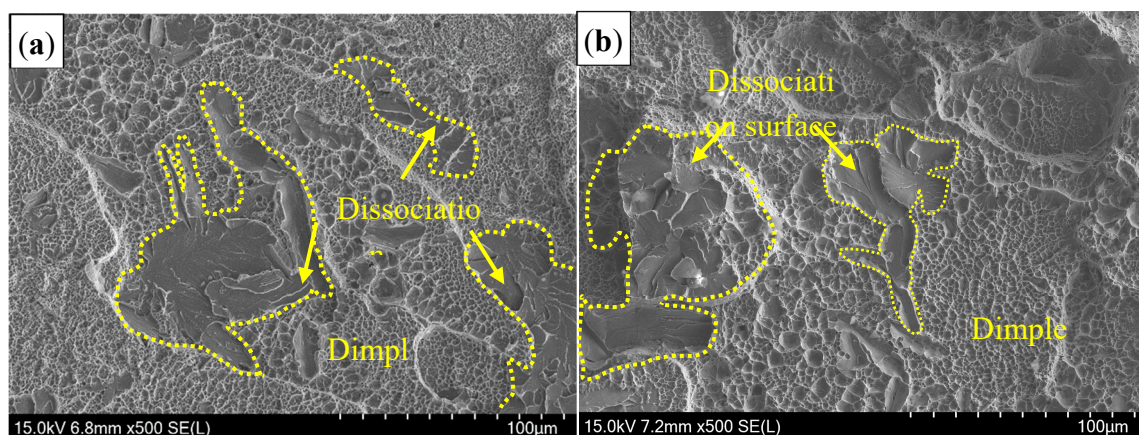 (a)
Dissociatio
Dimpl
15.0kV 6.8mm x500 SE(L)
100µm
(b)
Dissociati
on surface
Dimple
15.0kV 7.2mm x500 SE(L)
100µm